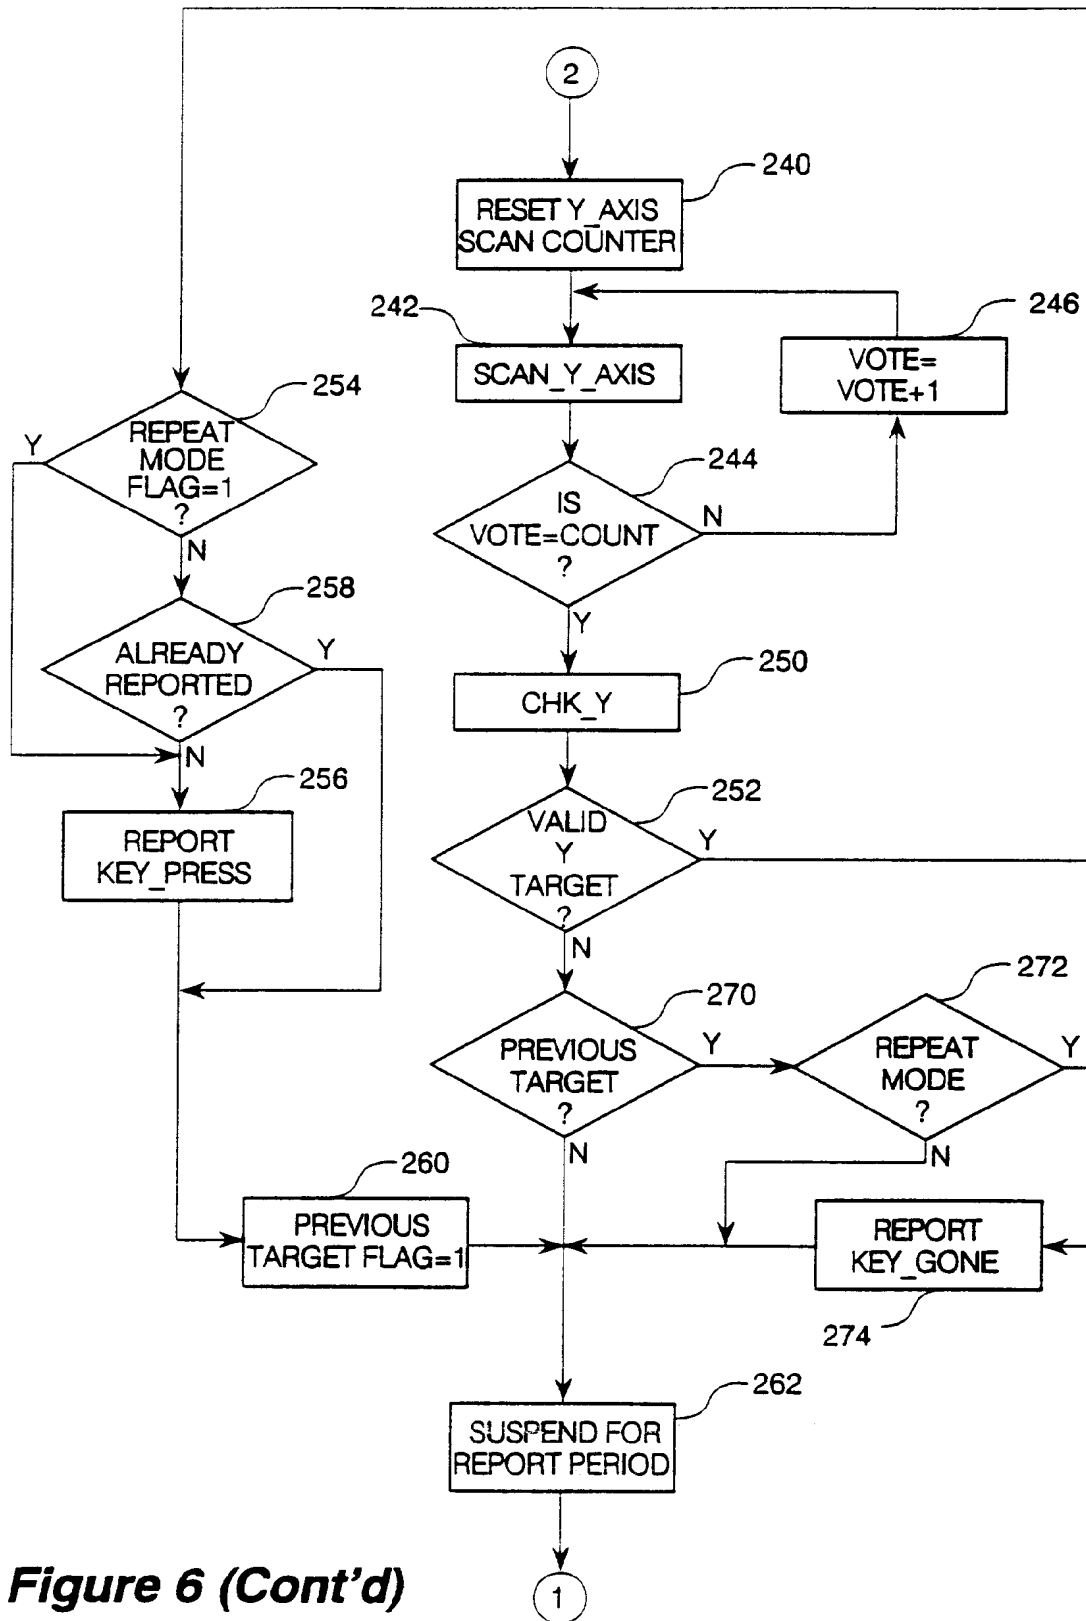 2
240
RESET Y_AXIS
SCAN COUNTER
242
SCAN_Y_AXIS
246
VOTE=
VOTE+1
244
IS
VOTE=COUNT
?
N
Y
250
CHK_Y
252
VALID
Y
TARGET
?
Y
N
254
REPEAT
MODE
FLAG=1
?
Y
N
258
ALREADY
REPORTED
?
Y
N
256
REPORT
KEY_PRESS
270
PREVIOUS
TARGET
?
Y
N
272
REPEAT
MODE
?
Y
N
260
PREVIOUS
TARGET FLAG=1
REPORT
KEY_GONE
274
262
SUSPEND FOR
REPORT PERIOD
1
Figure 6 (Cont'd)